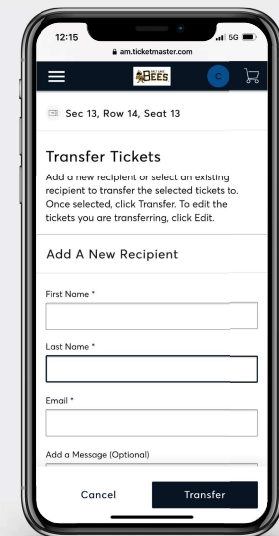 12:15
5G
am.ticketmaster.com
BEES
C
Sec 13, Row 14, Seat 13
Transfer Tickets
Add a new recipient or select an existing
recipient to transfer the selected tickets to.
Once selected, click Transfer. To edit the
tickets you are transferring, click Edit.
Add A New Recipient
First Name *
Last Name *
Email *
Add a Message (Optional)
Cancel
Transfer